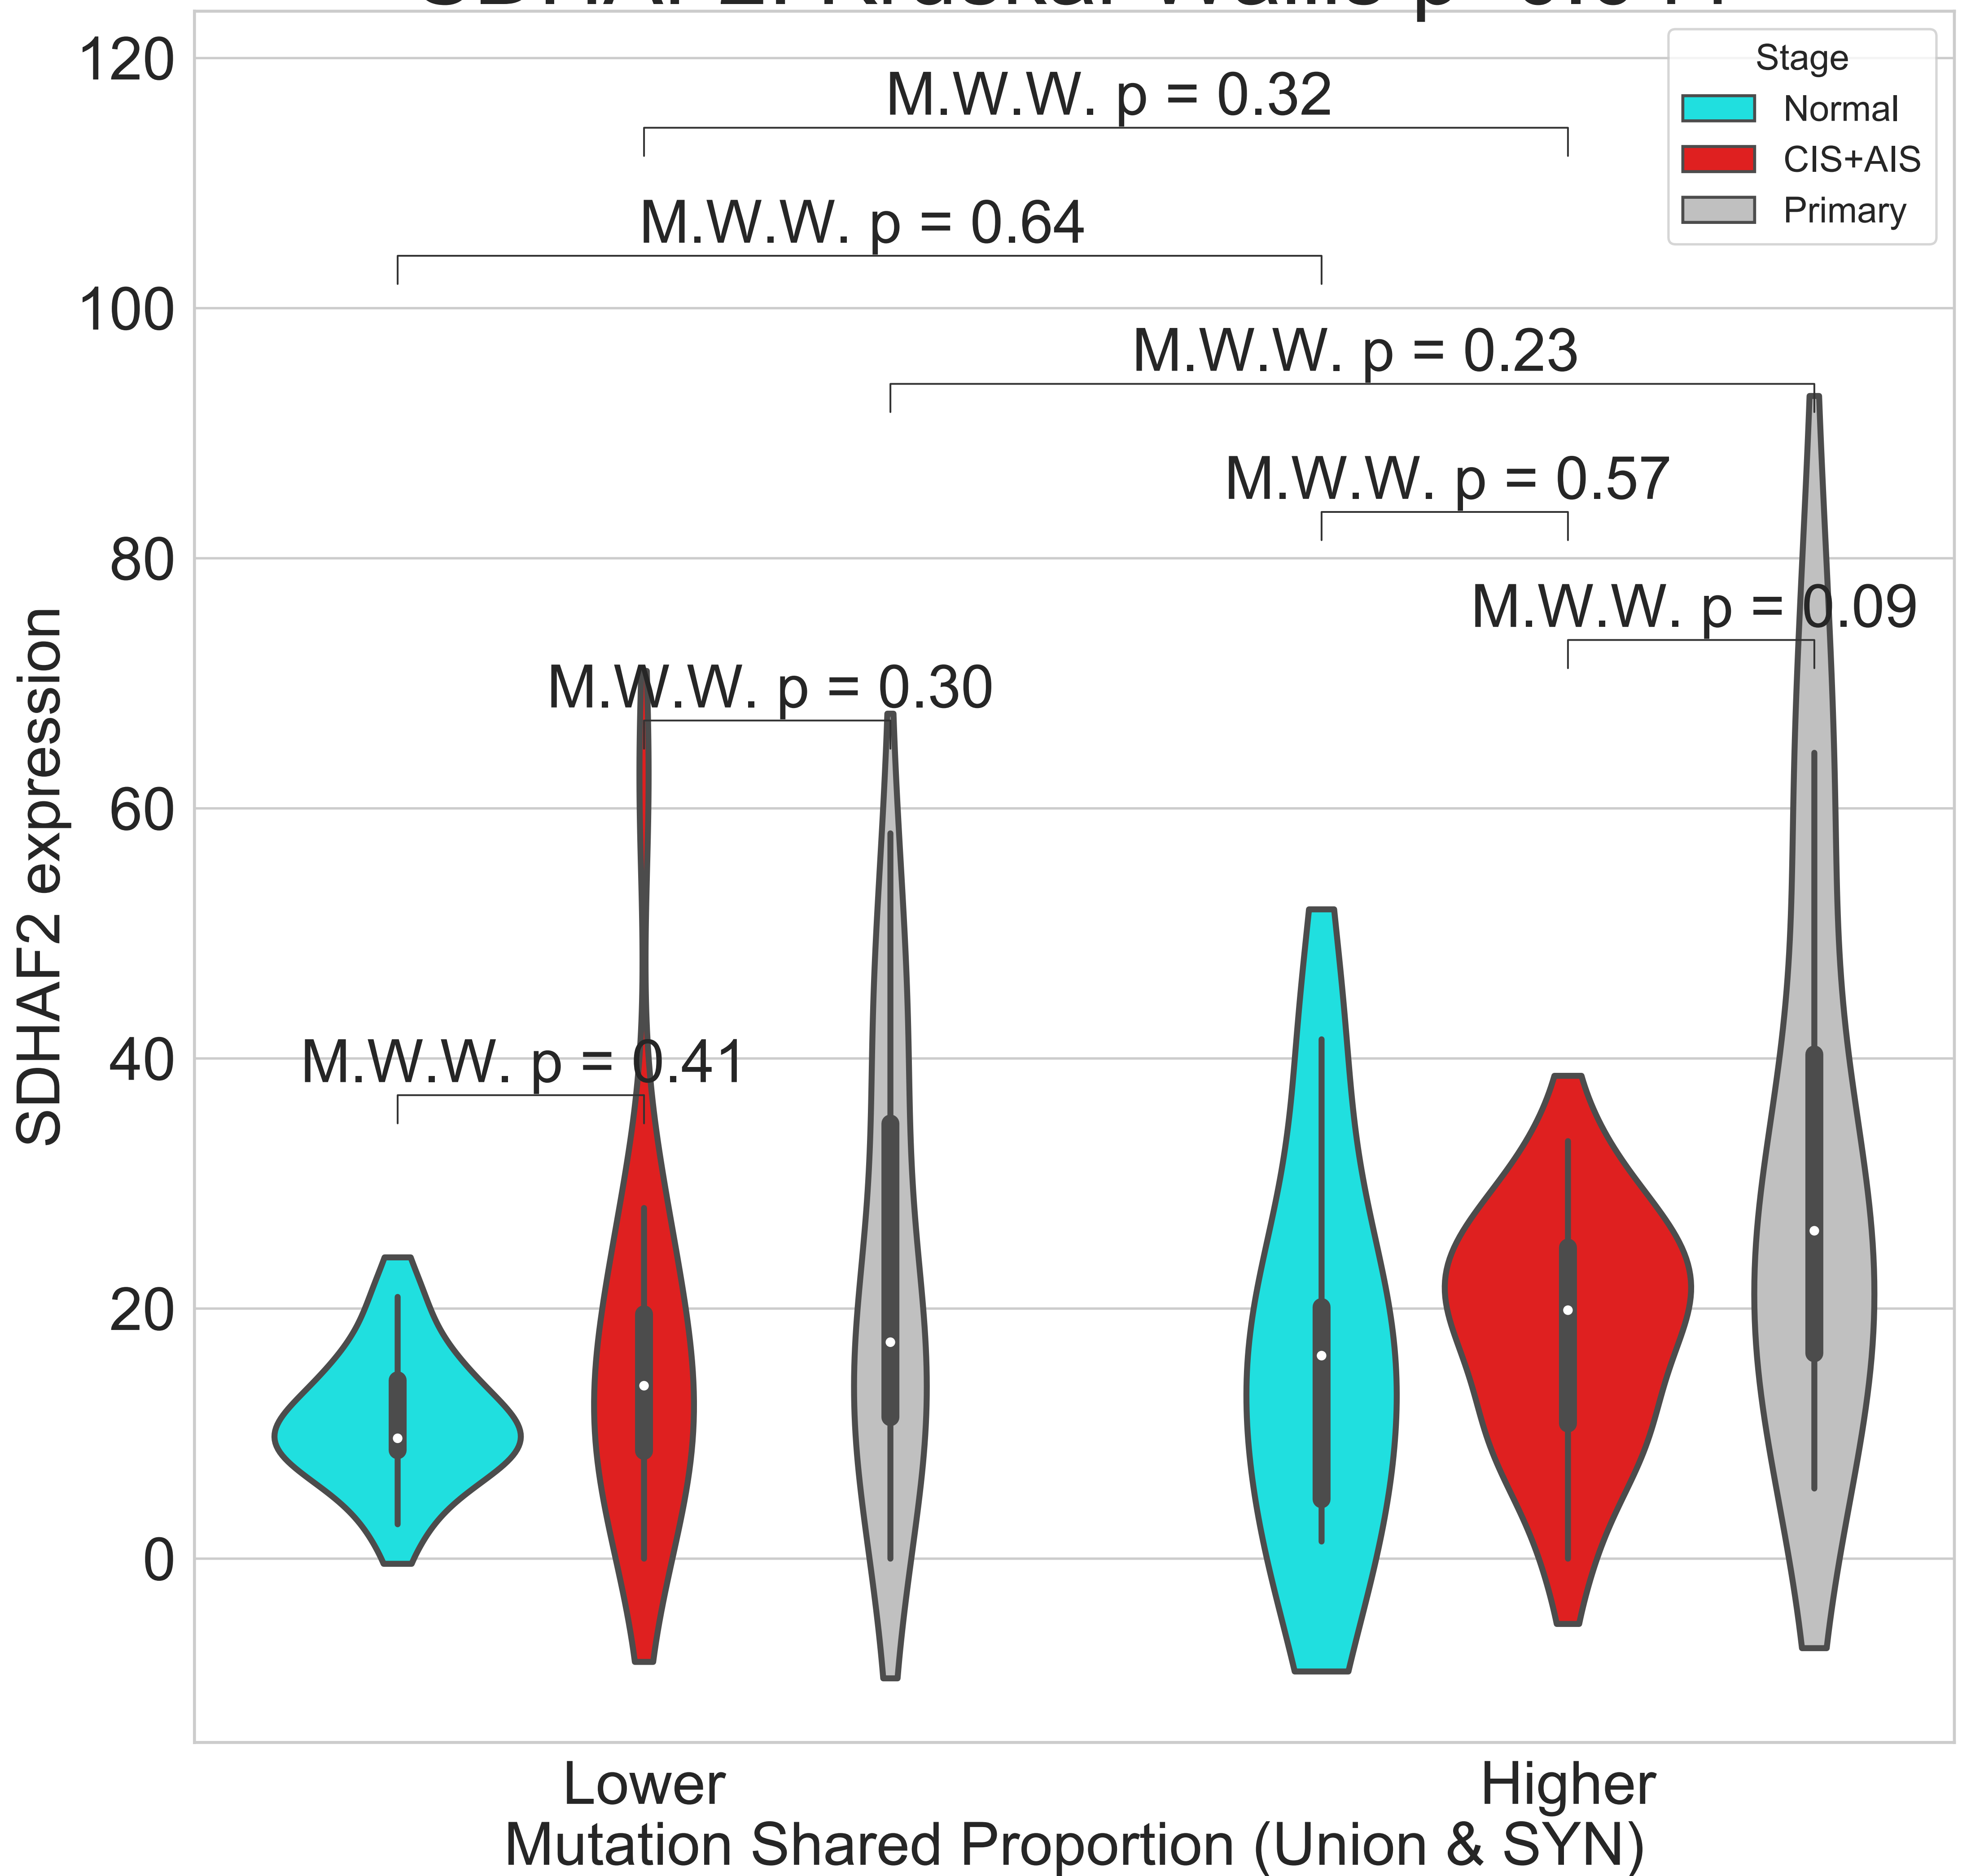 120
100
80
60
40
20
0
SDHAF2 expression
Stage
Normal
CIS+AIS
Primary
M.W.W. p = 0.32
M.W.W. p = 0.64
M.W.W. p = 0.23
M.W.W. p = 0.57
M.W.W. p = 0.09
M.W.W. p = 0.30
M.W.W. p = 0.41
Lower
Higher
Mutation Shared Proportion (Union & SYN)